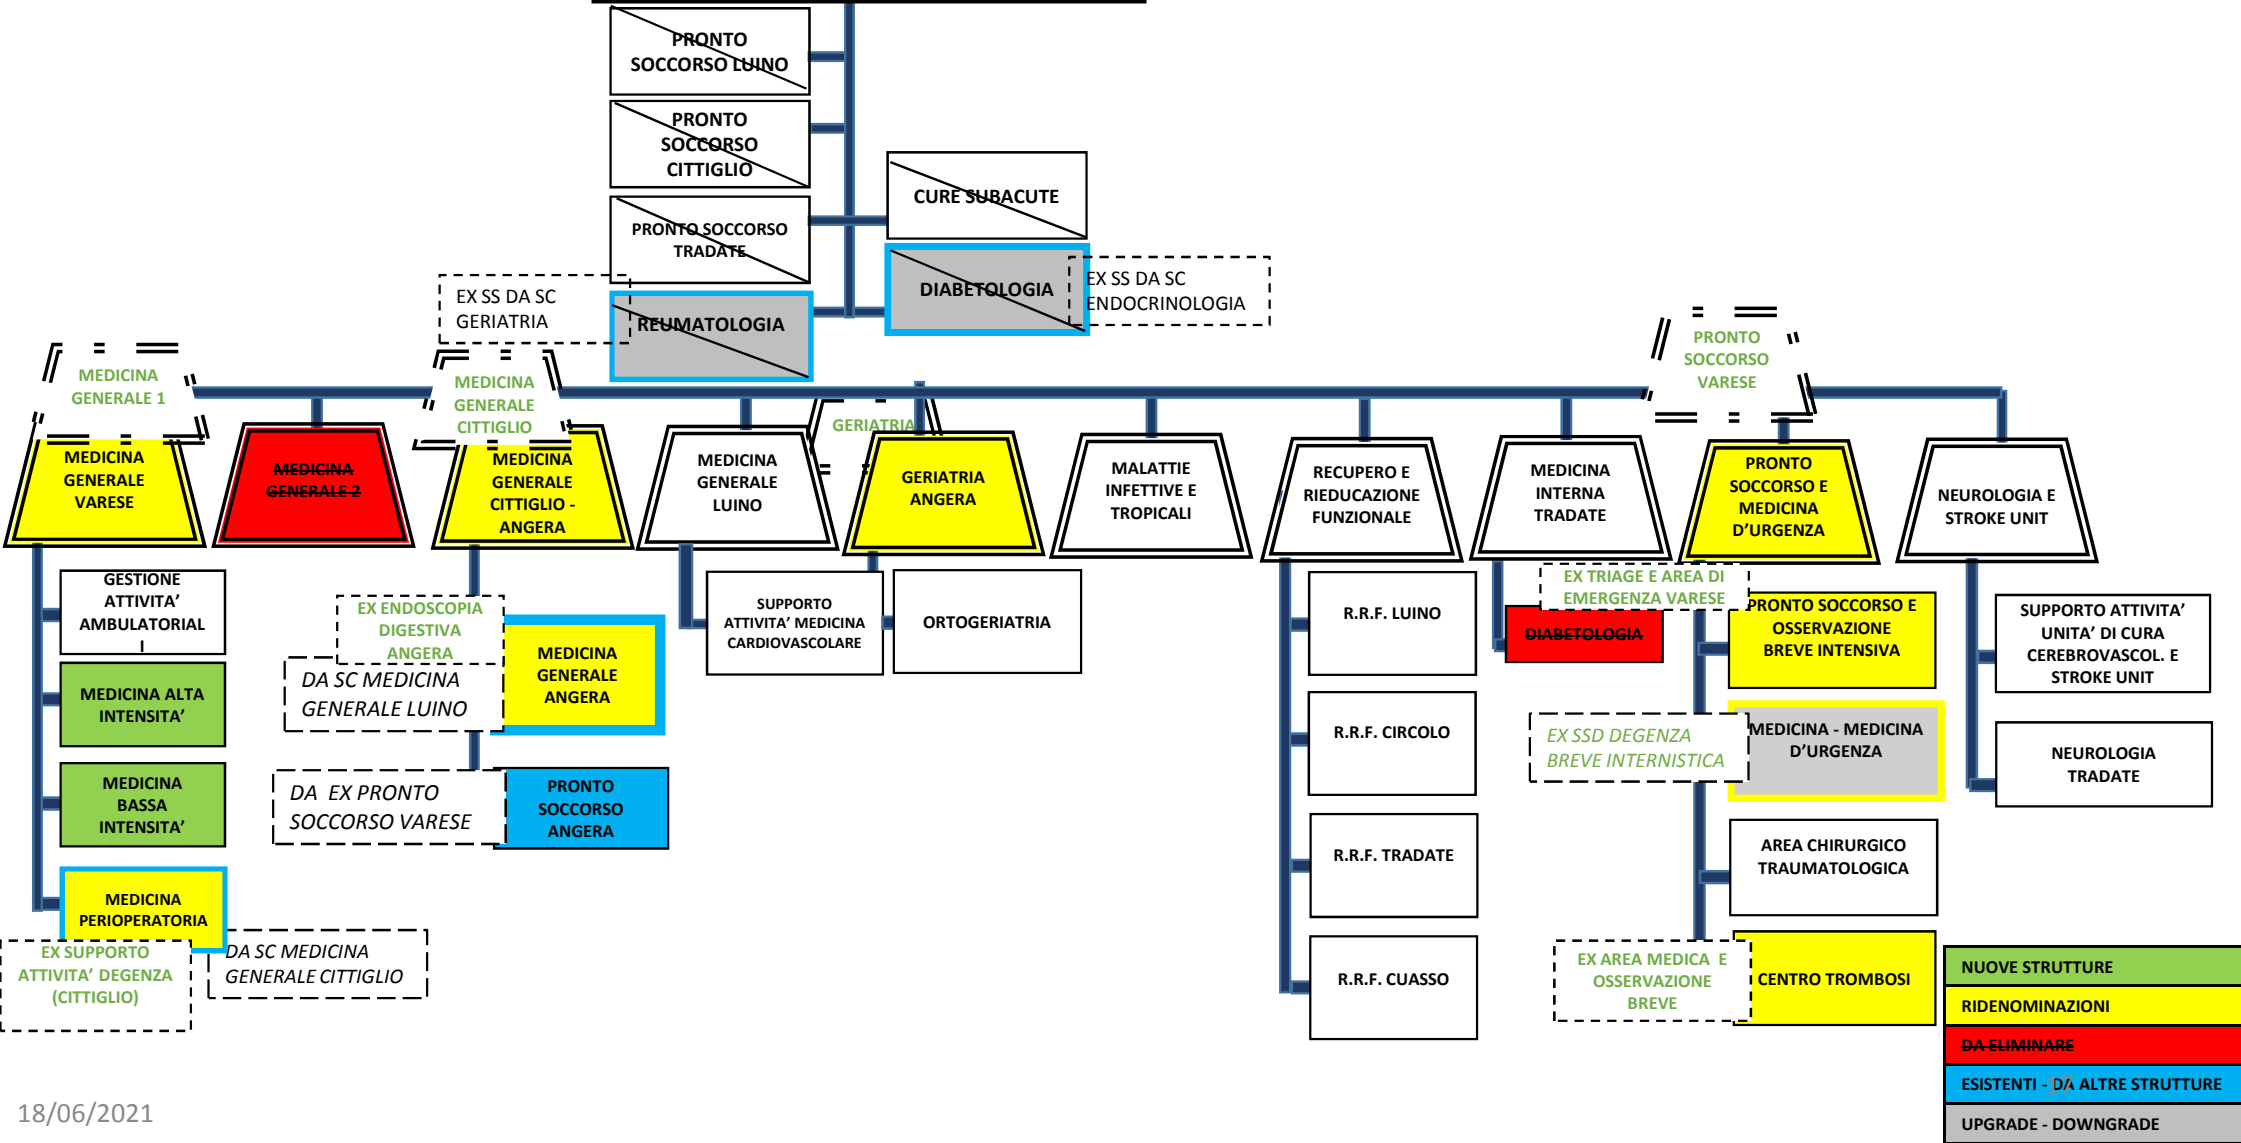 PRONTO
SOCCORSO LUINO
PRONTO
SOCCORSO
CITTIGLIO
CURE SUBACUTE
PRONTO SOCCORSO
TRADATE
DIABETOLOGIA
EX SS DA SC
ENDOCRINOLOGIA
EX SS DA SC
GERIATRIA
REUMATOLOGIA
MEDICINA
GENERALE 1
MEDICINA
GENERALE
CITTIGLIO
GERIATRIA
PRONTO
SOCCORSO
VARESE
MEDICINA
GENERALE
VARESE
MEDICINA
GENERALE 2
MEDICINA
GENERALE
CITTIGLIO -
ANGERA
MEDICINA
GENERALE
LUINO
GERIATRIA
ANGERA
MALATTIE
INFETTIVE E
TROPICALI
RECUPERO E
RIEDUCAZIONE
FUNZIONALE
MEDICINA
INTERNA
TRADATE
PRONTO
SOCCORSO E
MEDICINA
D'URGENZA
NEUROLOGIA E
STROKE UNIT
GESTIONE
ATTIVITA'
AMBULATORIAL
I
MEDICINA ALTA
INTENSITA'
MEDICINA
BASSA
INTENSITA'
MEDICINA
PERIOPERATORIA
EX SUPPORTO
ATTIVITA' DEGENZA
(CITTIGLIO)
DA SC MEDICINA
GENERALE CITTIGLIO
EX ENDOSCOPIA
DIGESTIVA
ANGERA
DA SC MEDICINA
GENERALE LUINO
MEDICINA
GENERALE
ANGERA
DA EX PRONTO
SOCCORSO VARESE
PRONTO
SOCCORSO
ANGERA
SUPPORTO
ATTIVITA' MEDICINA
CARDIOVASCOLARE
ORTOGERIATRIA
R.R.F. LUINO
R.R.F. CIRCOLO
R.R.F. TRADATE
R.R.F. CUASSO
DIABETOLOGIA
EX TRIAGE E AREA DI
EMERGENZA VARESE
PRONTO SOCCORSO E
OSSERVAZIONE
BREVE INTENSIVA
EX SSD DEGENZA
BREVE INTERNISTICA
MEDICINA - MEDICINA
D'URGENZA
AREA CHIRURGICO
TRAUMATOLOGICA
EX AREA MEDICA E
OSSERVAZIONE
BREVE
CENTRO TROMBOSI
SUPPORTO ATTIVITA'
UNITA' DI CURA
CEREBROVASCOL. E
STROKE UNIT
NEUROLOGIA
TRADATE
NUOVE STRUTTURE
RIDENOMINAZIONI
DA ELIMINARE
ESISTENTI - DA ALTRE STRUTTURE
17
UPGRADE - DOWNGRADE
18/06/2021